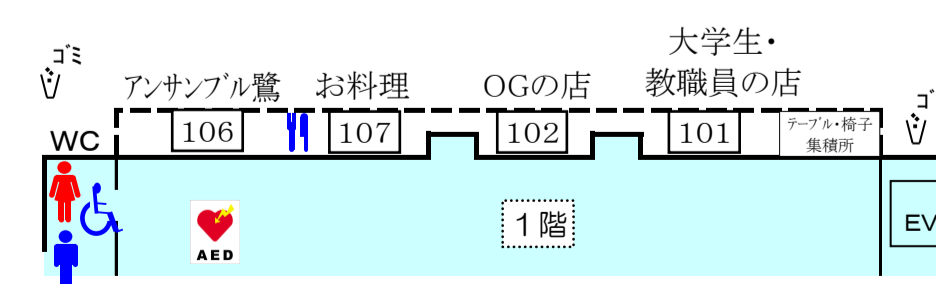 ゴミ
アンサンブル鷺
お料理
OGの店
大学生・
教職員の店
ゴ
WC
106
107
102
101
テーブル・椅子
集積所
1階
AED
EV